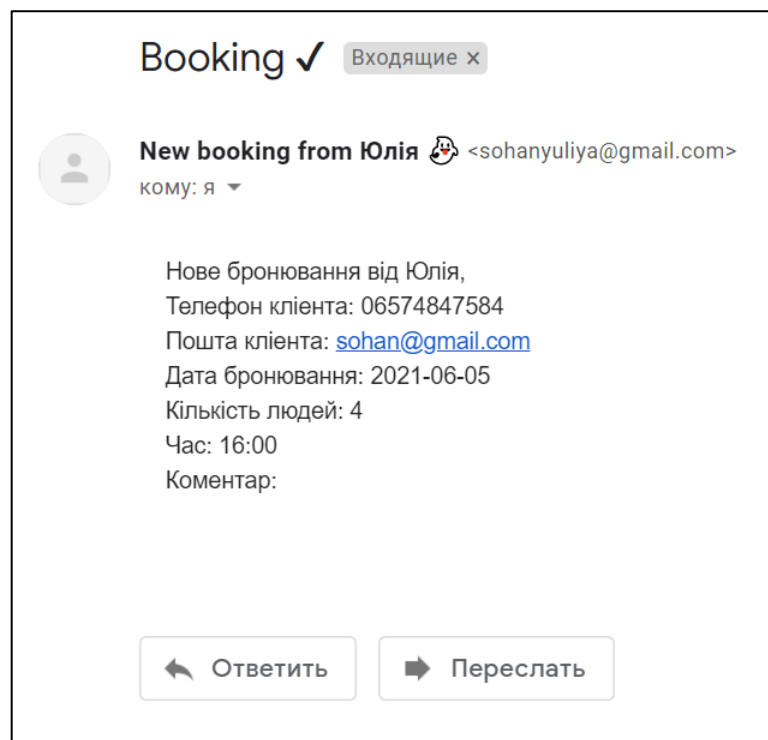 Booking ✓ Входящие ×
New booking from Юлія 👻 <sohanyuliya@gmail.com>
кому: я
Нове бронювання від Юлія,
Телефон клієнта: 06574847584
Пошта клієнта: sohan@gmail.com
Дата бронювання: 2021-06-05
Кількість людей: 4
Час: 16:00
Коментар:
Ответить Переслать